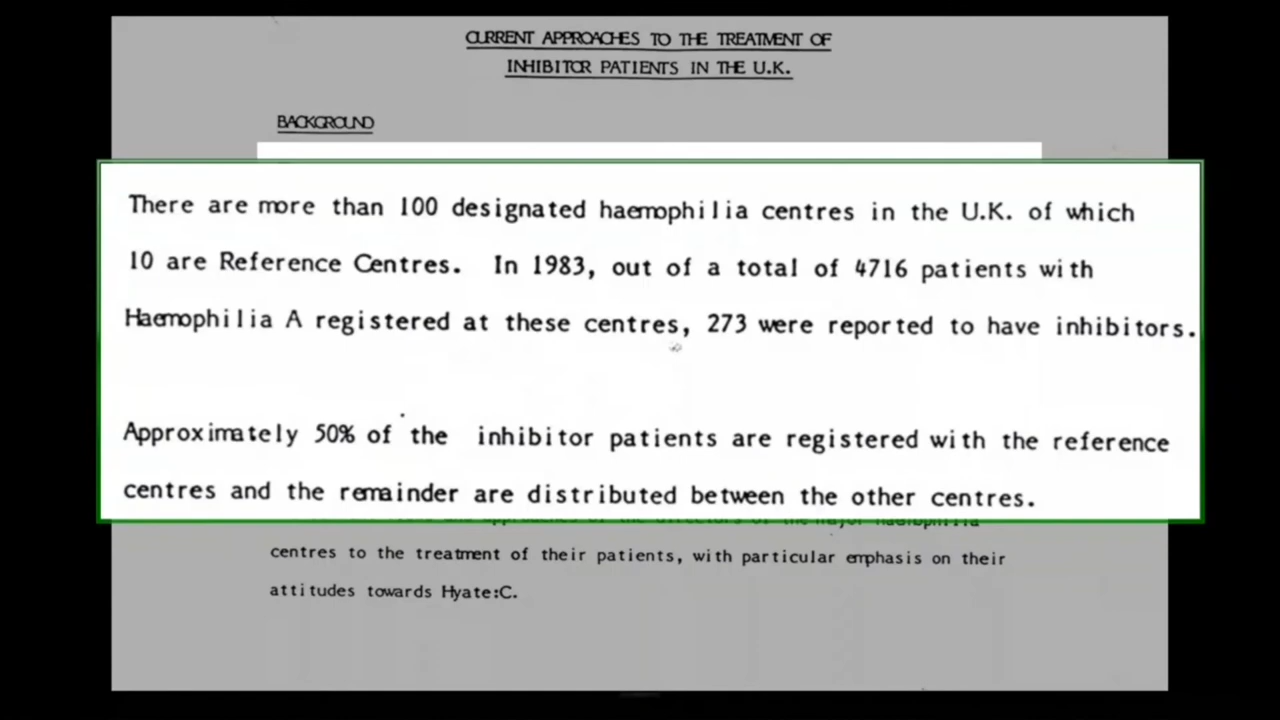 CURRENT APPROACHES TO THE TREATMENT OF
INHIBITOR PATIENTS IN THE U.K.
BACKGROUND
There are more than 100 designated haemophilia centres in the U.K. of which
10 are Reference Centres. In 1983, out of a total of 4716 patients with
Haemophilia A registered at these centres, 273 were reported to have inhibitors.
Approximately 50% of the inhibitor patients are registered with the reference
centres and the remainder are distributed between the other centres.
centres to the treatment of their patients, with particular emphasis on their
attitudes towards Hyate:C.